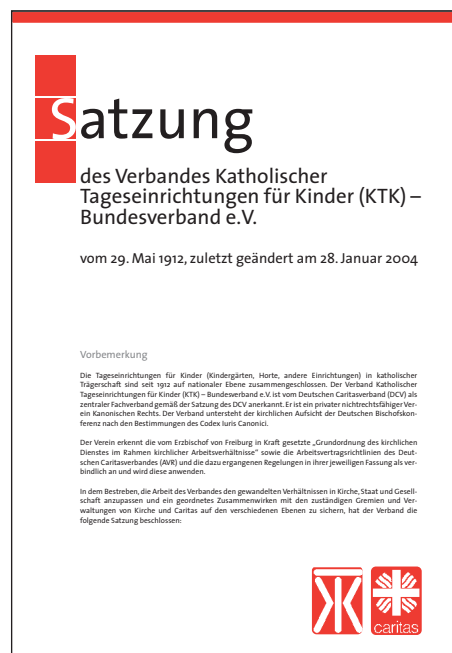 Satzung
des Verbandes Katholischer
Tageseinrichtungen für Kinder (KTK) –
Bundesverband e.V.
vom 29. Mai 1912, zuletzt geändert am 28. Januar 2004
Vorbemerkung
Die Tageseinrichtungen für Kinder (Kindergärten, Horte, andere Einrichtungen) in katholischer
Trägerschaft sind seit 1912 auf nationaler Ebene zusammengeschlossen. Der Verband Katholischer
Tageseinrichtungen für Kinder (KTK) – Bundesverband e.V. ist vom Deutschen Caritasverband (DCV) als
zentraler Fachverband gemäß der Satzung des DCV anerkannt. Er ist ein privater nichtrechtsfähiger Ver-
ein Kanonischen Rechts. Der Verband untersteht der kirchlichen Aufsicht der Deutschen Bischofskon-
ferenz nach den Bestimmungen des Codex Iuris Canonici.
Der Verein erkennt die vom Erzbischof von Freiburg in Kraft gesetzte „Grundordnung des kirchlichen
Dienstes im Rahmen kirchlicher Arbeitsverhältnisse" sowie die Arbeitsvertragsrichtlinien des Deut-
schen Caritasverbandes (AVR) und die dazu ergangenen Regelungen in ihrer jeweiligen Fassung als ver-
bindlich an und wird diese anwenden.
In dem Bestreben, die Arbeit des Verbandes den gewandelten Verhältnissen in Kirche, Staat und Gesell-
schaft anzupassen und ein geordnetes Zusammenwirken mit den zuständigen Gremien und Ver-
waltungen von Kirche und Caritas auf den verschiedenen Ebenen zu sichern, hat der Verband die
folgende Satzung beschlossen:
caritas